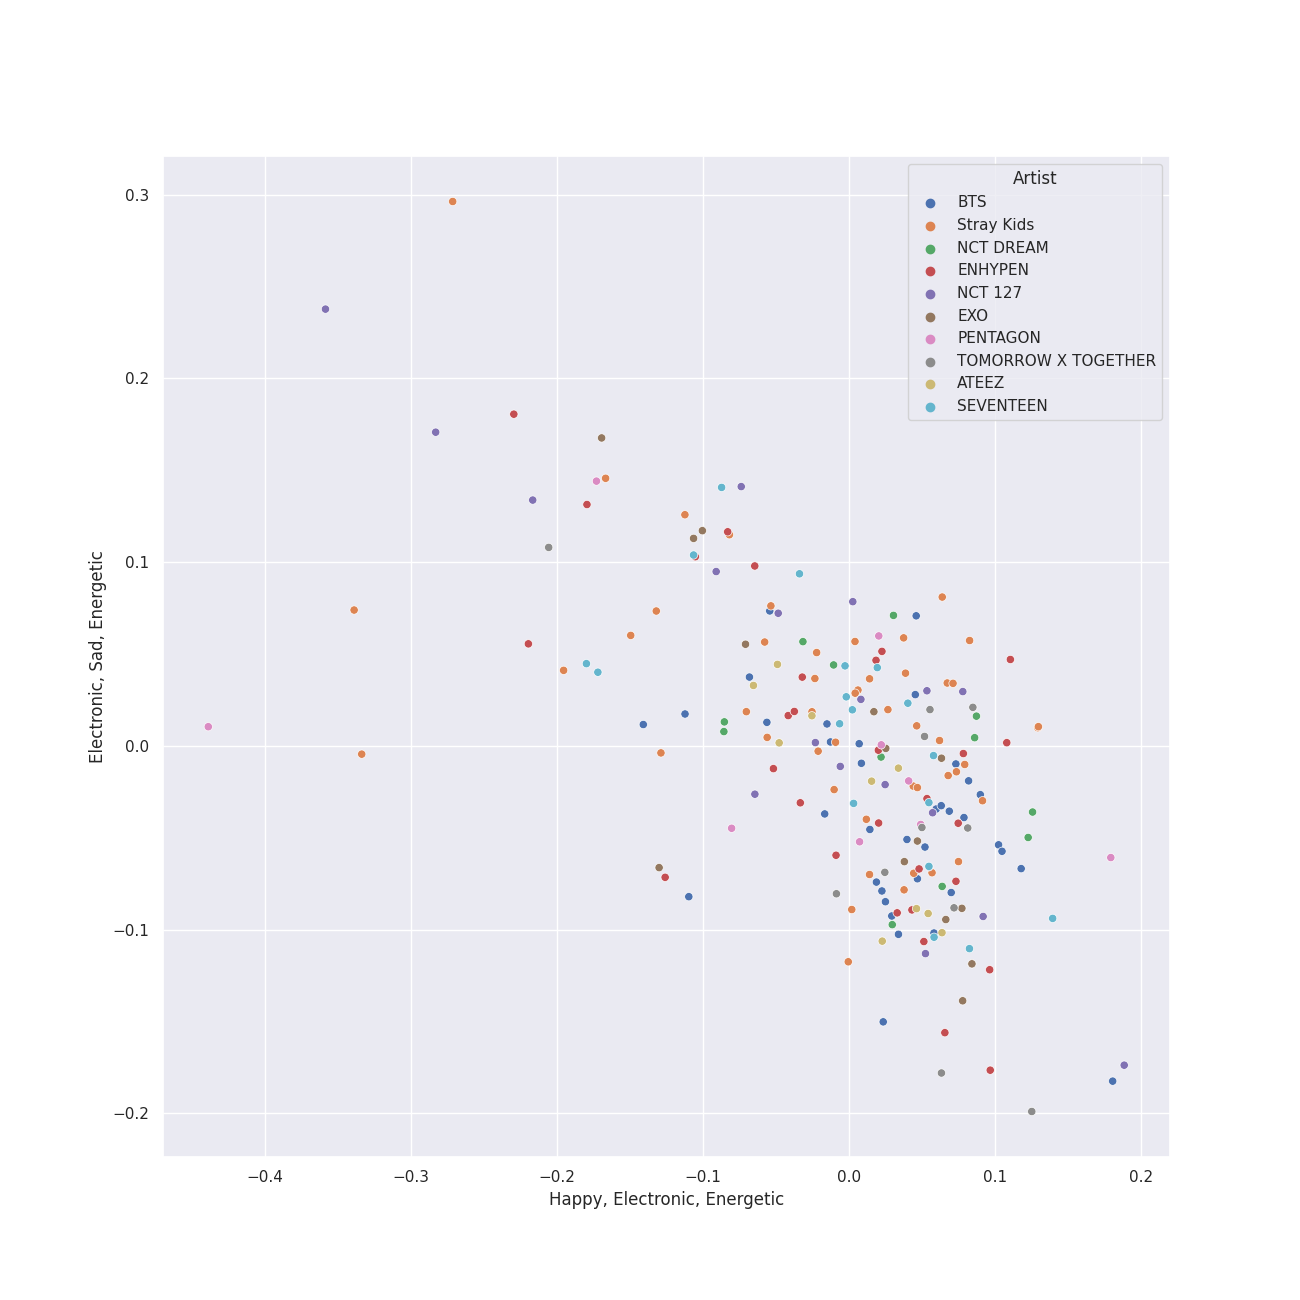 Artist
BTS
Stray Kids
NCT DREAM
ENHYPEN
NCT 127
EXO
PENTAGON
TOMORROW X TOGETHER
ATEEZ
SEVENTEEN
0.3
0.2
0.1
0.0
−0.1
−0.2
Electronic, Sad, Energetic
−0.4
−0.3
−0.2
−0.1
0.0
0.1
0.2
Happy, Electronic, Energetic